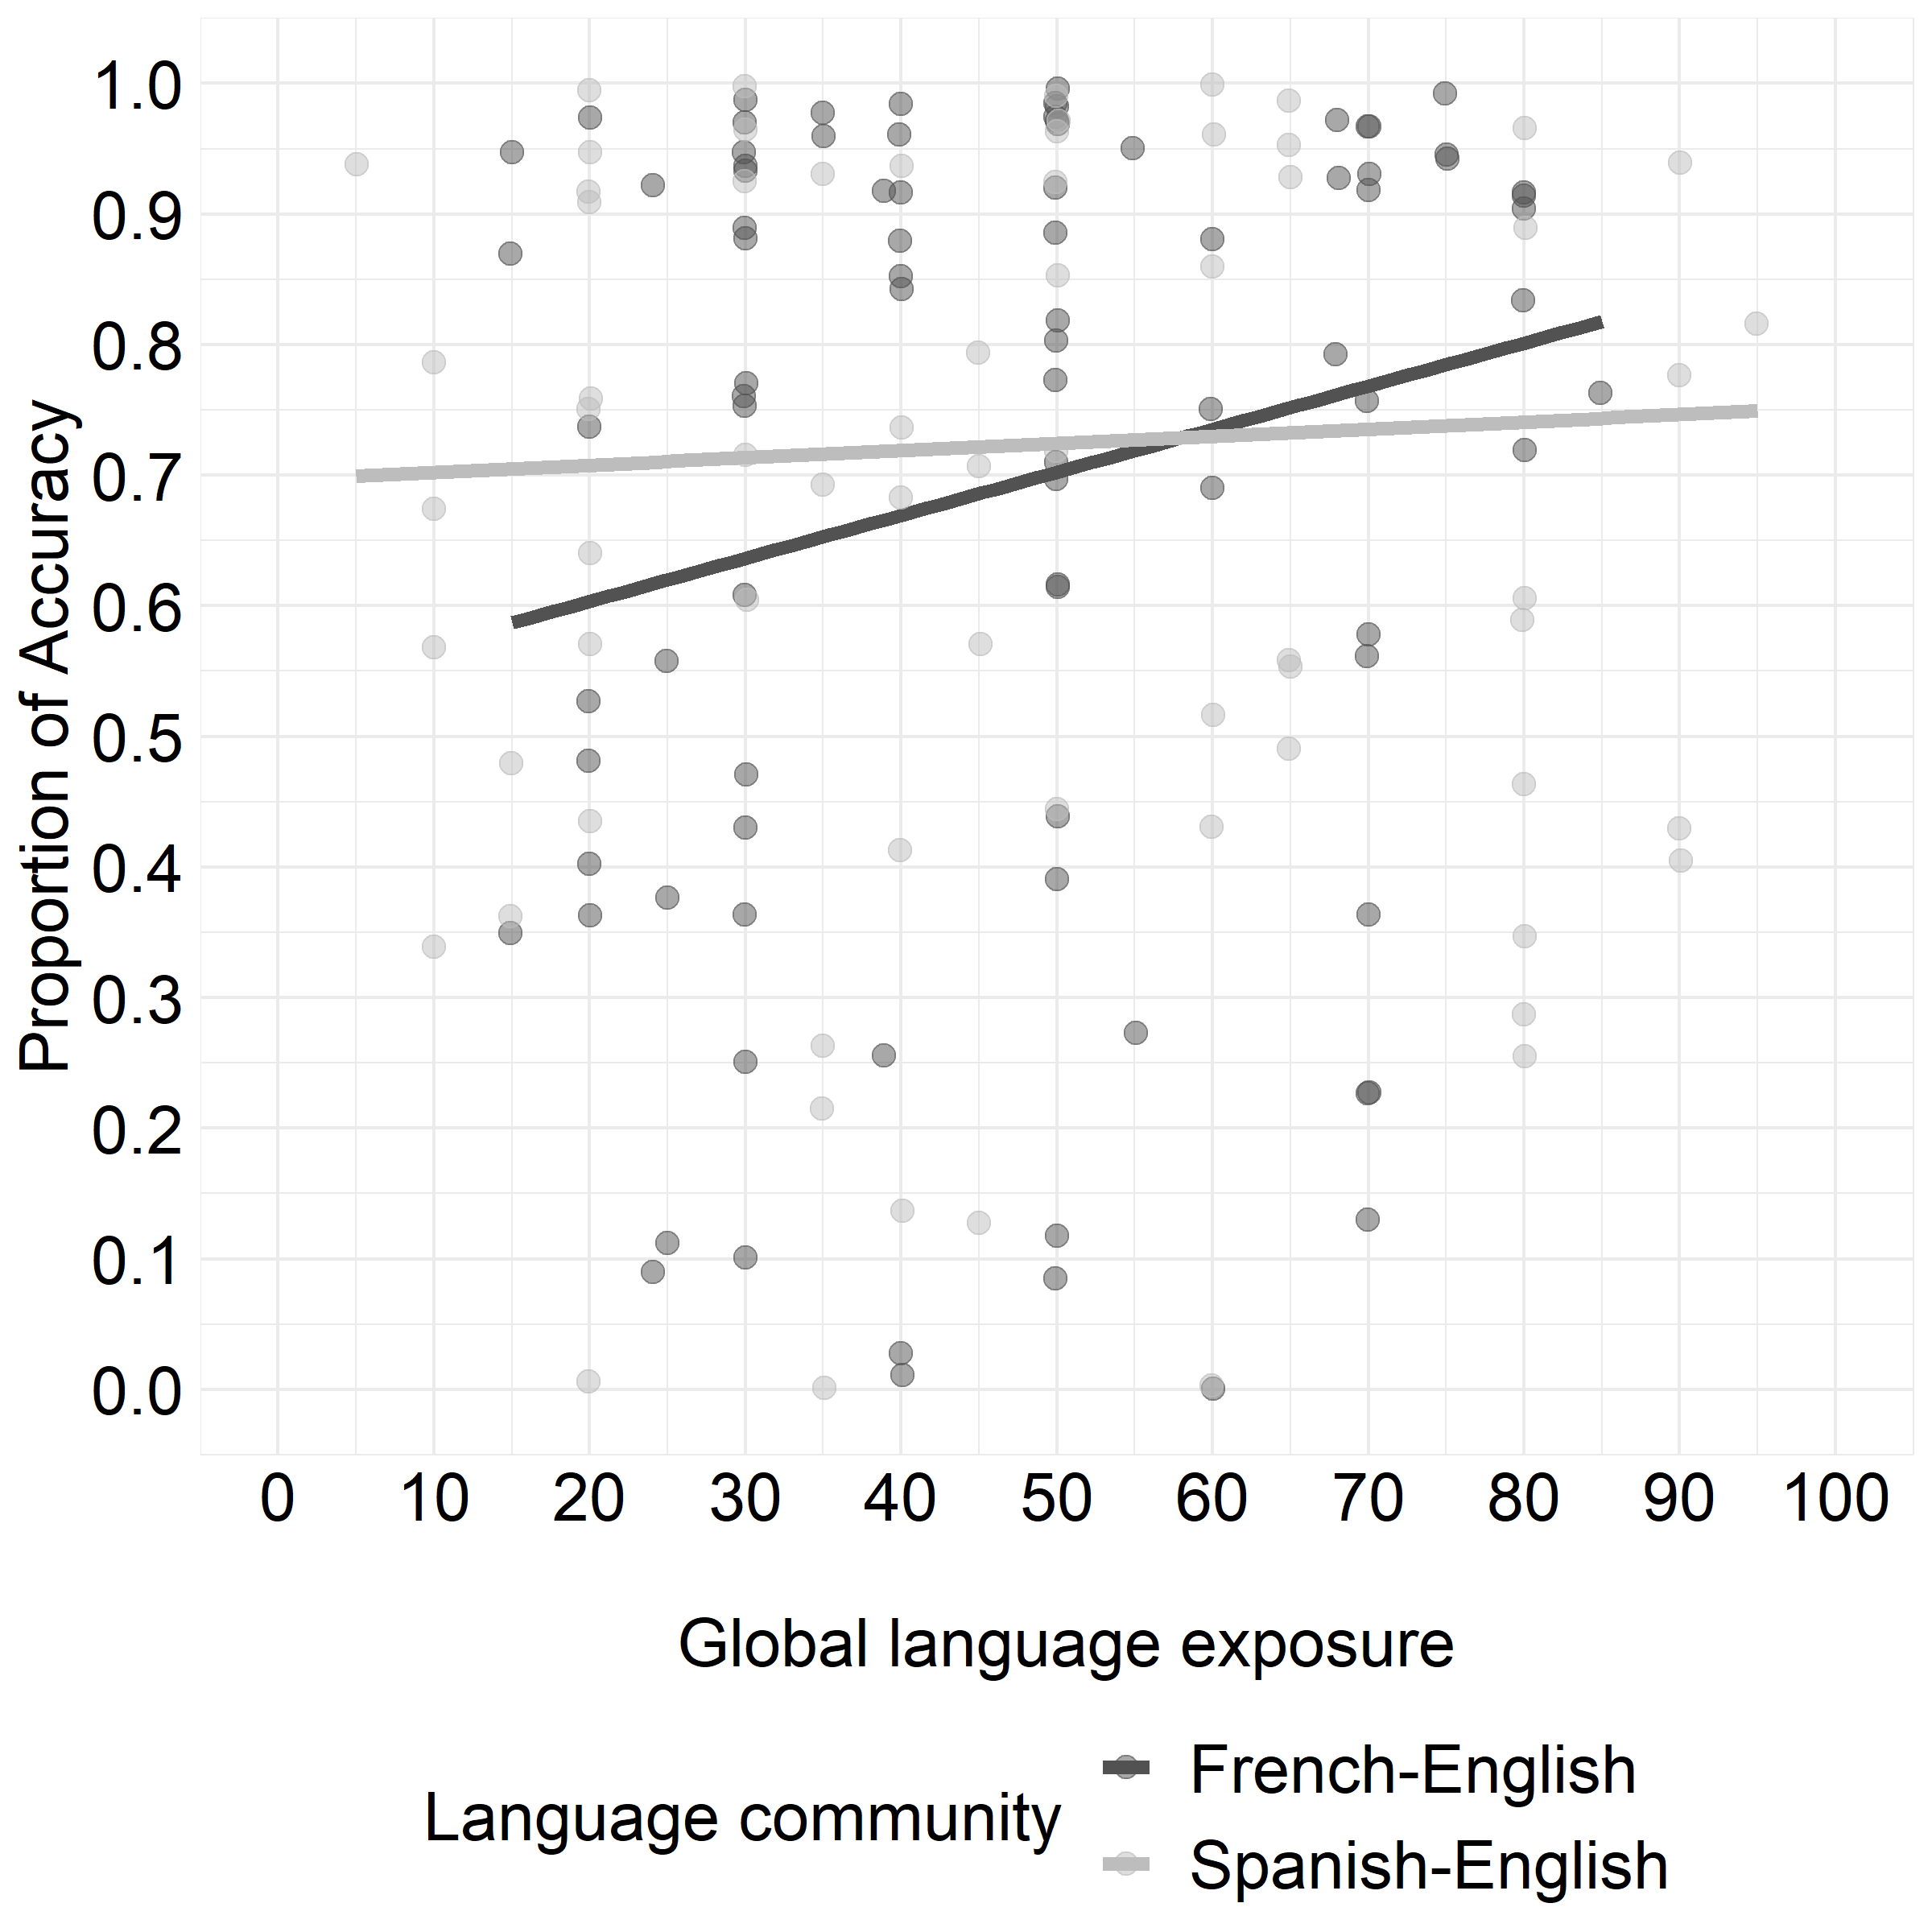 Proportion of Accuracy
1.0
0.9
0.8
0.7
0.6
0.5
0.4
0.3
0.2
0.1
0.0
0 10 20 30 40 50 60 70 80 90 100
Global language exposure
Language community
French-English
Spanish-English